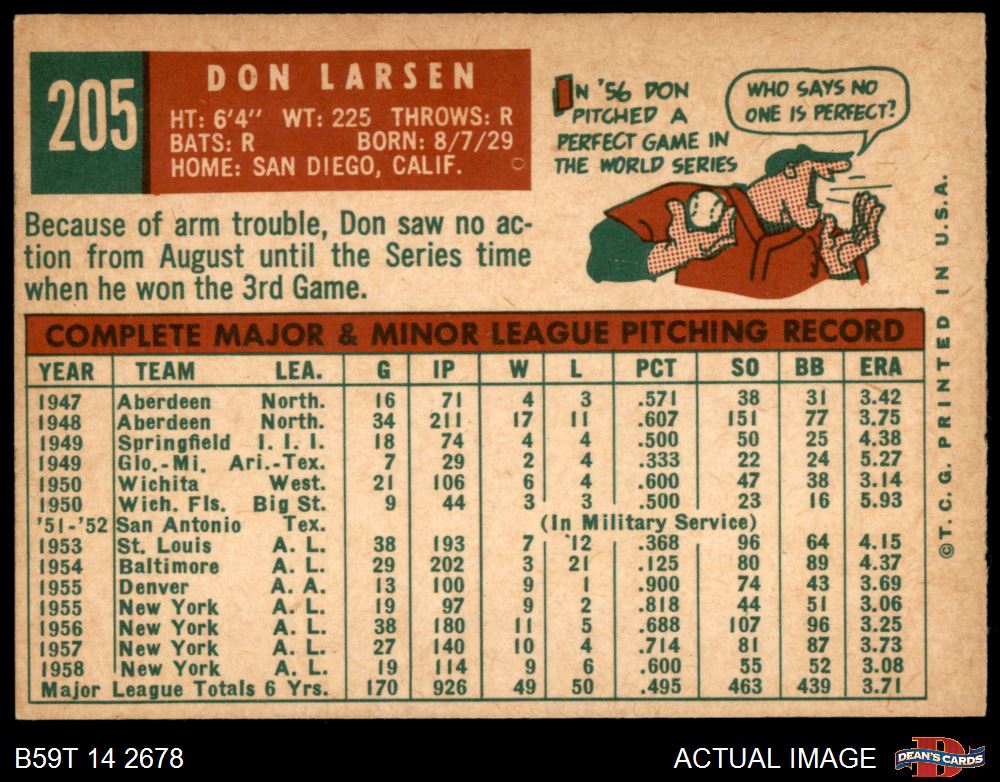 205
DON LARSEN
HT: 6'4" WT: 225 THROWS: R
BATS: R BORN: 8/7/29
HOME: SAN DIEGO, CALIF.
IN '56 DON
PITCHED A
PERFECT GAME IN
THE WORLD SERIES
WHO SAYS NO
ONE IS PERFECT?
Because of arm trouble, Don saw no ac-
tion from August until the Series time
when he won the 3rd Game.
COMPLETE MAJOR & MINOR LEAGUE PITCHING RECORD
YEAR TEAM LEA. G IP W L PCT SO BB ERA
1947 Aberdeen North. 16 71 4 3 .571 38 31 3.42
1948 Aberdeen North. 34 211 17 11 .607 151 77 3.75
1949 Springfield I. I. I. 18 74 4 4 .500 50 25 4.38
1949 Glo.-Mi. Ari.-Tex. 7 29 2 4 .333 22 24 5.27
1950 Wichita West. 21 106 6 4 .600 47 38 3.14
1950 Wich. Fls. Big St. 9 44 3 3 .500 23 16 5.93
'51-'52 San Antonio Tex. (In Military Service)
1953 St. Louis A. L. 38 193 7 12 .368 96 64 4.15
1954 Baltimore A. L. 29 202 3 21 .125 80 89 4.37
1955 Denver A. A. 13 100 9 1 .900 74 43 3.69
1955 New York A. L. 19 97 9 2 .818 44 51 3.06
1956 New York A. L. 38 180 11 5 .688 107 96 3.25
1957 New York A. L. 27 140 10 4 .714 81 87 3.73
1958 New York A. L. 19 114 9 6 .600 55 52 3.08
Major League Totals 6 Yrs. 170 926 49 50 .495 463 439 3.71
©T. C. G. PRINTED IN U.S.A.
B59T 14 2678
ACTUAL IMAGE
D
DEAN'S CARDS